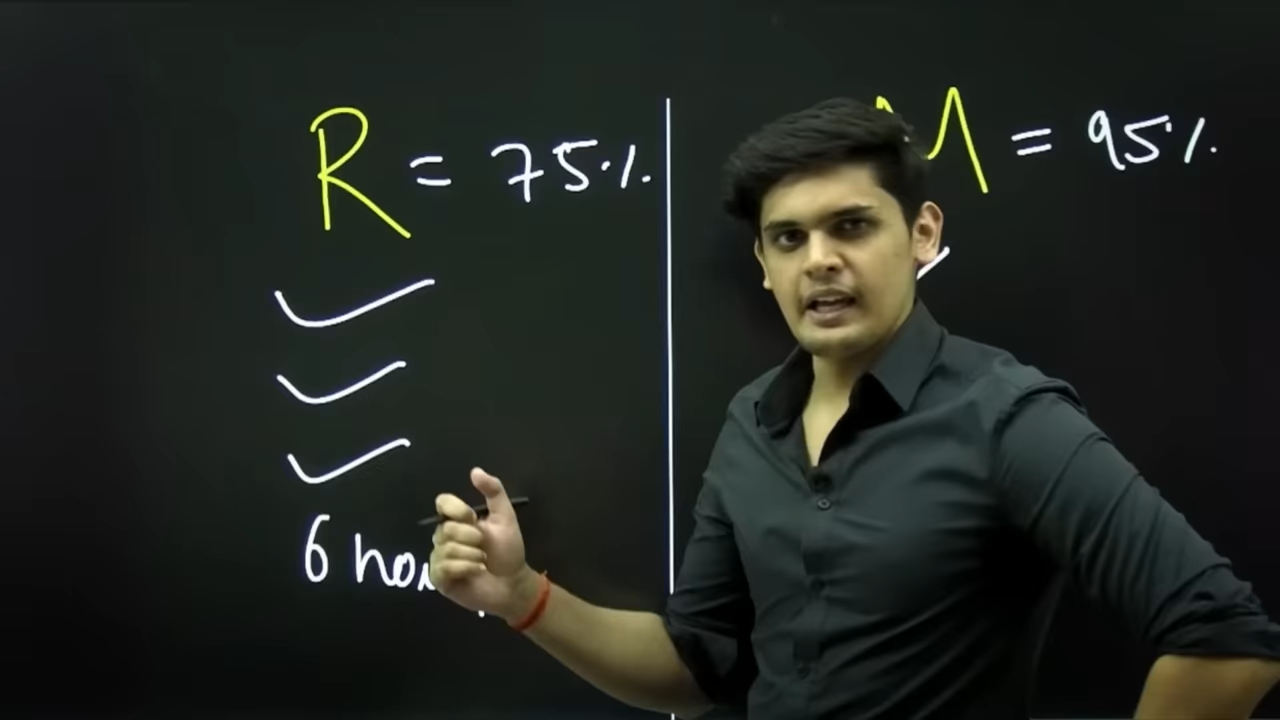 R = 75%
M = 95%
6